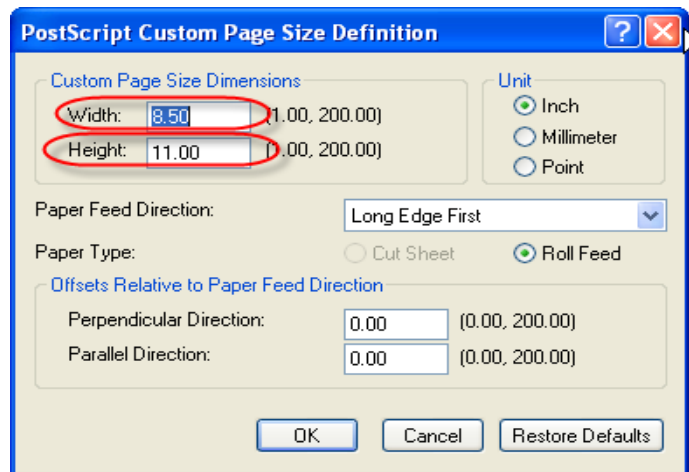 PostScript Custom Page Size Definition
Custom Page Size Dimensions
Width: 8.50 (1.00, 200.00)
Height: 11.00 (1.00, 200.00)
Unit
Inch
Millimeter
Point
Paper Feed Direction: Long Edge First
Paper Type: Cut Sheet Roll Feed
Offsets Relative to Paper Feed Direction
Perpendicular Direction: 0.00 (0.00, 200.00)
Parallel Direction: 0.00 (0.00, 200.00)
OK Cancel Restore Defaults